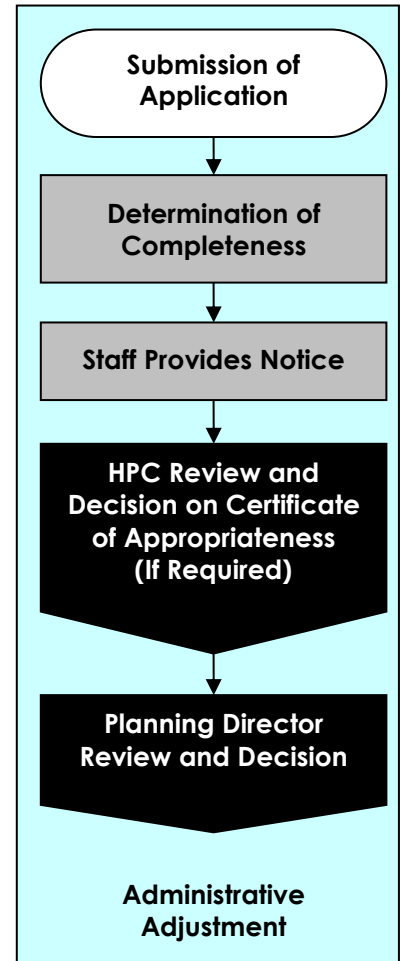 Submission of
Application
Determination of
Completeness
Staff Provides Notice
HPC Review and
Decision on Certificate
of Appropriateness
(If Required)
Planning Director
Review and Decision
Administrative
Adjustment